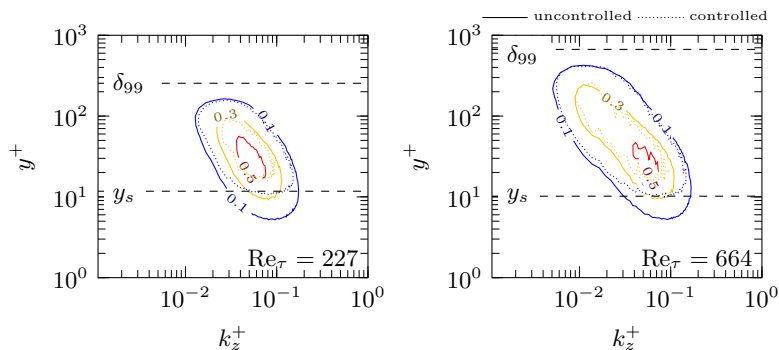 uncontrolled controlled
10^3
10^2
10^1
10^0
y^+
δ_99
y_s
0.1
0.3
0.5
0.1
Re_τ = 227
10^−2 10^−1 10^0
k_z^+
10^3
10^2
10^1
10^0
y^+
δ_99
y_s
0.1
0.3
0.1
0.5
Re_τ = 664
10^−2 10^−1 10^0
k_z^+